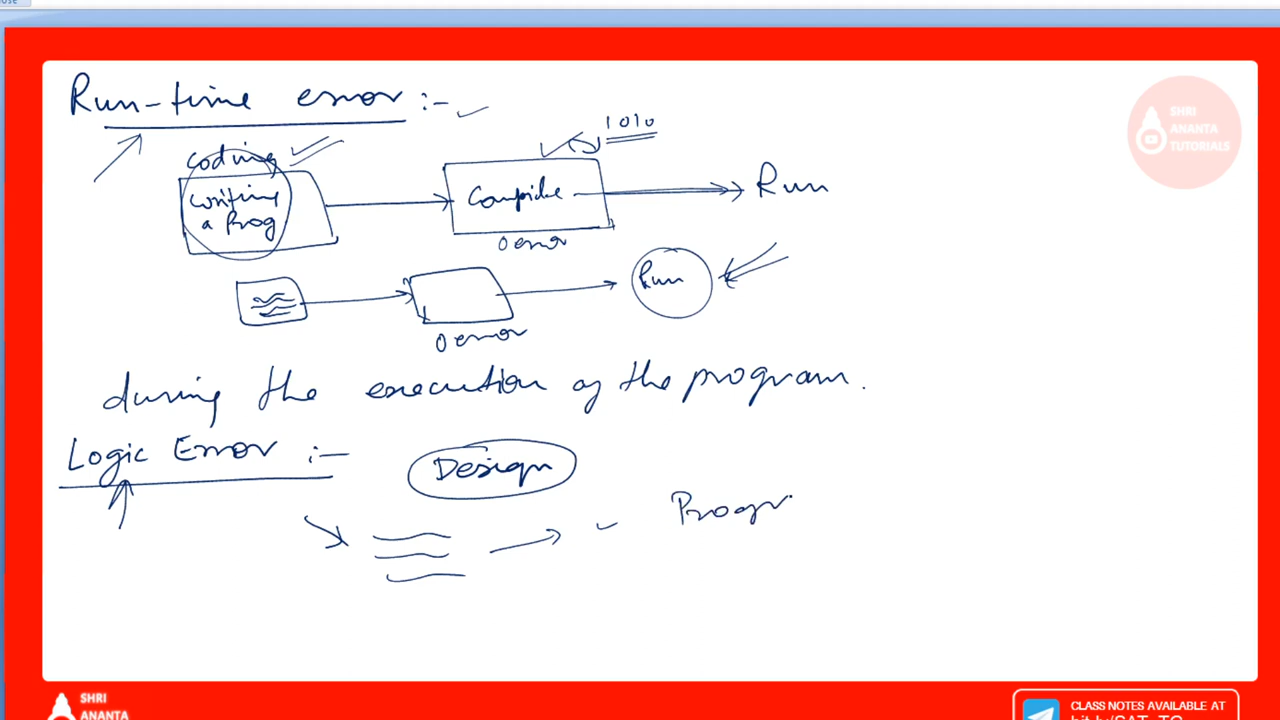 Run-time error :-
1010
coding
writing
a Prog
Compile
Run
0 error
Run
0 error
during the execution of the program.
Logic Error :-
Design
Progr
SHRI
ANANTA
TUTORIALS
SHRI
ANANTA
CLASS NOTES AVAILABLE AT